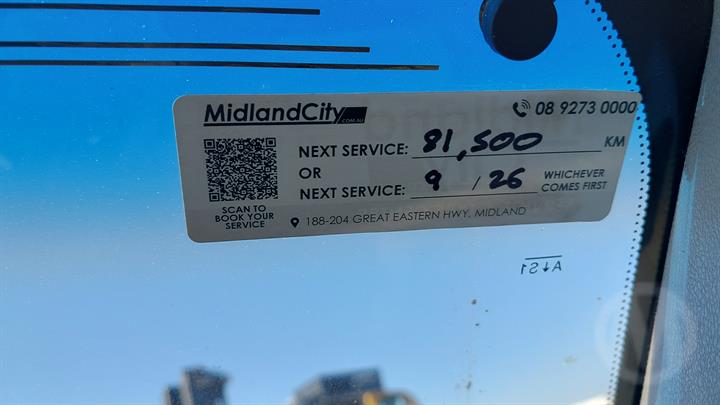 MidlandCity
.COM.AU
08 9273 0000
NEXT SERVICE: 81,500 KM
OR
NEXT SERVICE: 9 / 26 WHICHEVER COMES FIRST
SCAN TO
BOOK YOUR
SERVICE
188-204 GREAT EASTERN HWY, MIDLAND
A↓S1